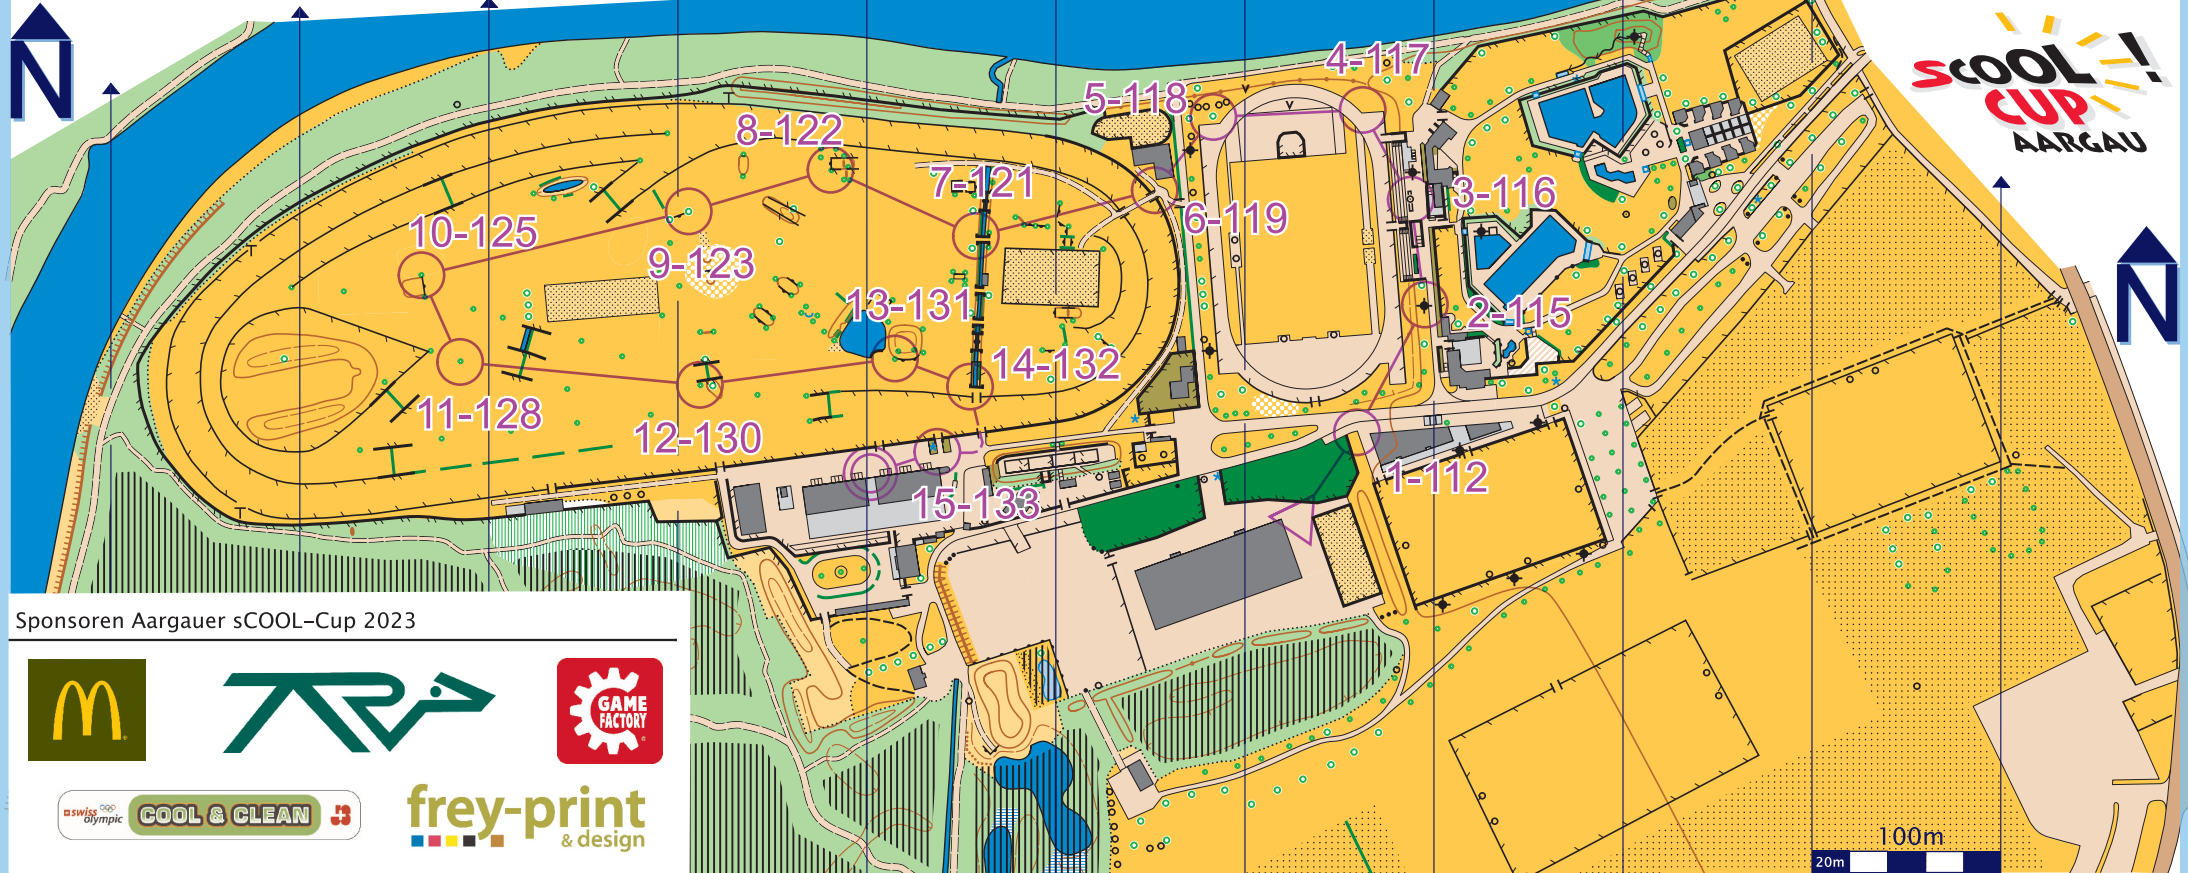 N
sCOOL
CUP
AARGAU
!
4-117
5-118
8-122
7-121
3-116
10-125
6-119
9-123
13-131
2-115
14-132
11-128
12-130
1-112
15-133
N
Sponsoren Aargauer sCOOL-Cup 2023
M
GAME
FACTORY
swiss
olympic
COOL & CLEAN
frey-print
& design
100m
20m